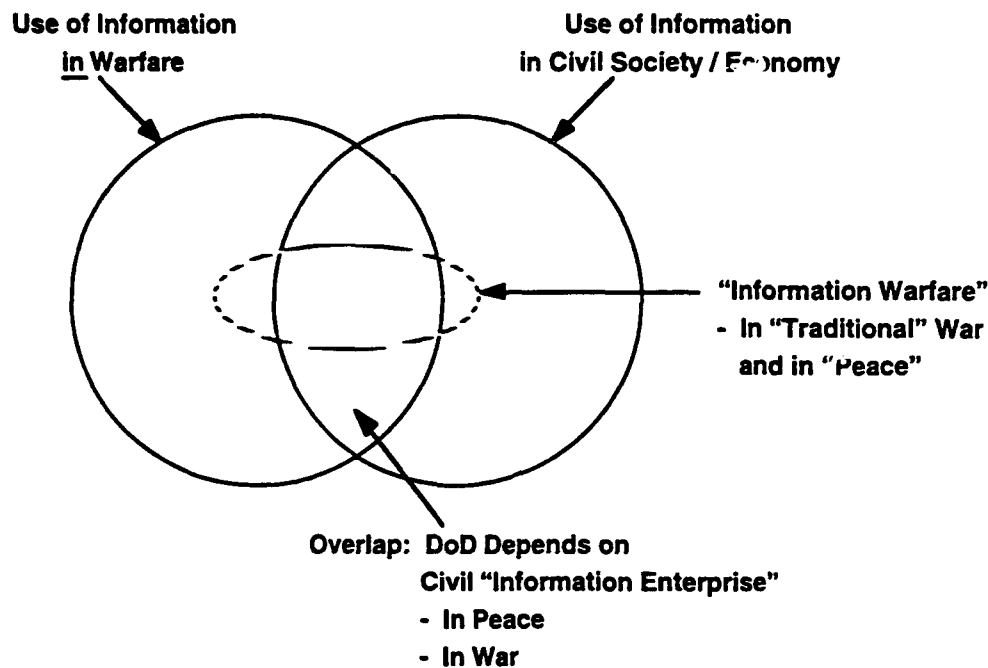 Use of Information
in Warfare
Use of Information
in Civil Society / Economy
“Information Warfare”
- In “Traditional” War
and in “Peace”
Overlap: DoD Depends on
Civil “Information Enterprise”
- In Peace
- In War